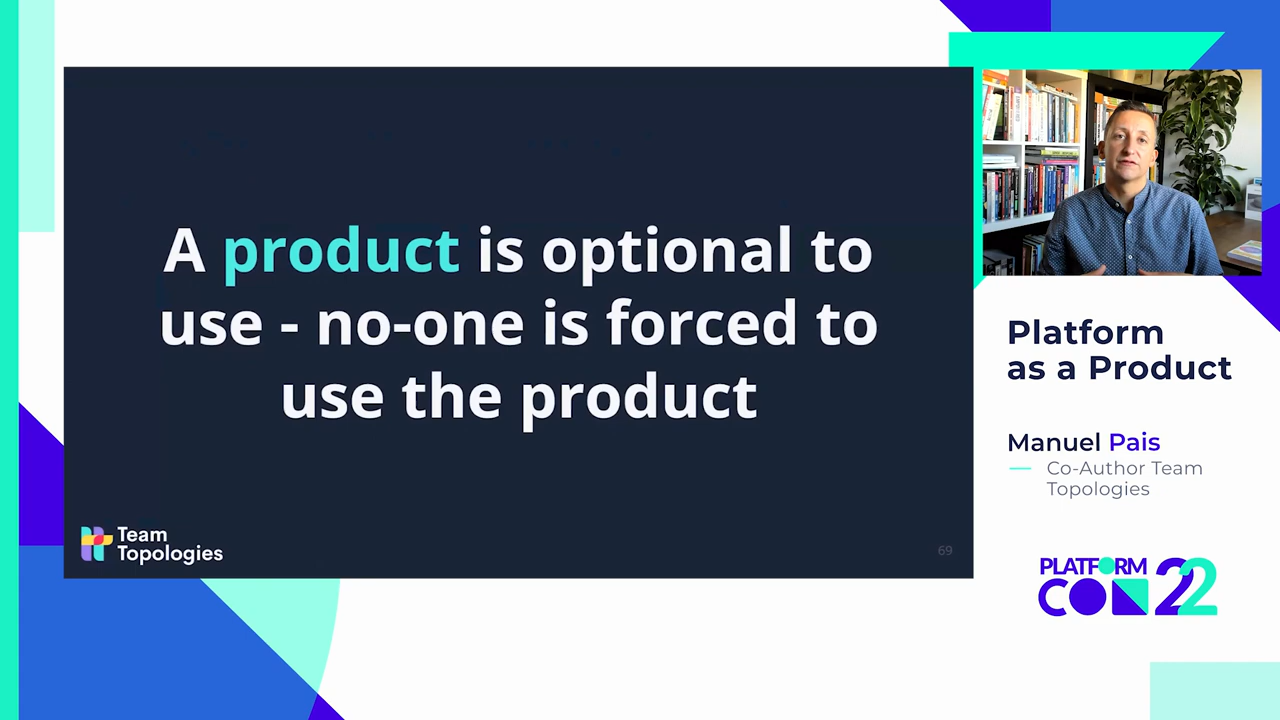 A product is optional to
use - no-one is forced to
use the product
Team
Topologies
69
Platform
as a Product
Manuel Pais
Co-Author Team
Topologies
PLATFORM
CON 22